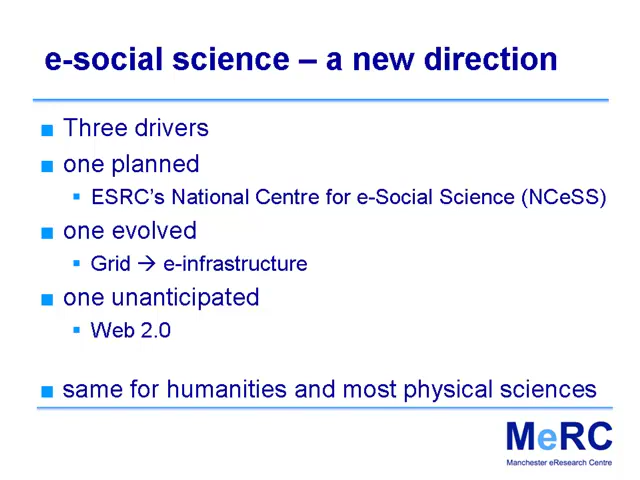 e-social science – a new direction
■ Three drivers
■ one planned
▪ ESRC's National Centre for e-Social Science (NCeSS)
■ one evolved
▪ Grid → e-infrastructure
■ one unanticipated
▪ Web 2.0
■ same for humanities and most physical sciences
MeRC
Manchester eResearch Centre